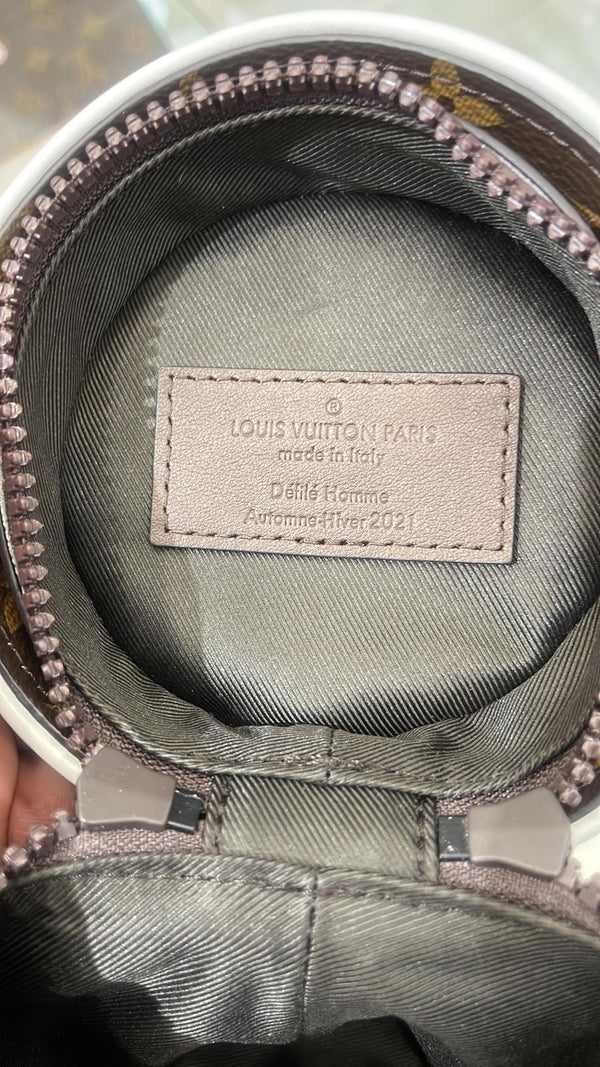 ®
LOUIS VUITTON PARIS
made in Italy
Défilé Homme
Automne-Hiver 2021